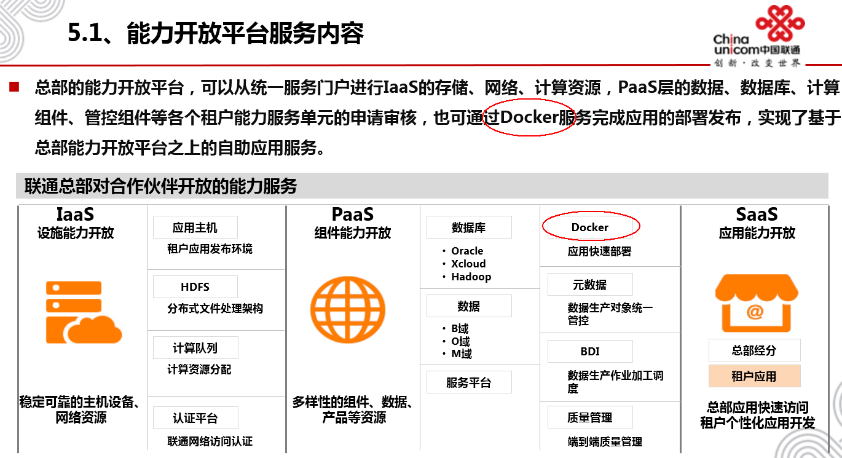 5.1、能力开放平台服务内容
China
unicom中国联通
创新·改变世界
总部的能力开放平台，可以从统一服务门户进行IaaS的存储、网络、计算资源，PaaS层的数据、数据库、计算
组件、管控组件等各个租户能力服务单元的申请审核，也可通过Docker服务完成应用的部署发布，实现了基于
总部能力开放平台之上的自助应用服务。
联通总部对合作伙伴开放的能力服务
IaaS
设施能力开放
稳定可靠的主机设备、
网络资源
应用主机
租户应用发布环境
HDFS
分布式文件处理架构
计算队列
计算资源分配
认证平台
联通网络访问认证
PaaS
组件能力开放
多样性的组件、数据、
产品等资源
数据库
• Oracle
• Xcloud
• Hadoop
数据
• B域
• O域
• M域
服务平台
Docker
应用快速部署
元数据
数据生产对象统一
管控
BDI
数据生产作业加工调
度
质量管理
端到端质量管理
SaaS
应用能力开放
@
总部经分
租户应用
总部应用快速访问
租户个性化应用开发